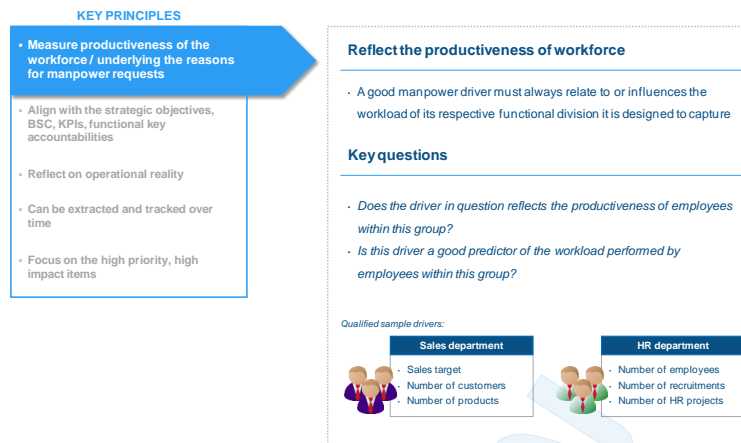 KEY PRINCIPLES
▪ Measure productiveness of the
workforce / underlying the reasons
for manpower requests
▪ Align with the strategic objectives,
BSC, KPIs, functional key
accountabilities
▪ Reflect on operational reality
▪ Can be extracted and tracked over
time
▪ Focus on the high priority, high
impact items
Reflect the productiveness of workforce
· A good manpower driver must always relate to or influences the
workload of its respective functional division it is designed to capture
Key questions
· Does the driver in question reflects the productiveness of employees
within this group?
· Is this driver a good predictor of the workload performed by
employees within this group?
Qualified sample drivers:
Sales department
· Sales target
· Number of customers
· Number of products
HR department
· Number of employees
· Number of recruitments
· Number of HR projects